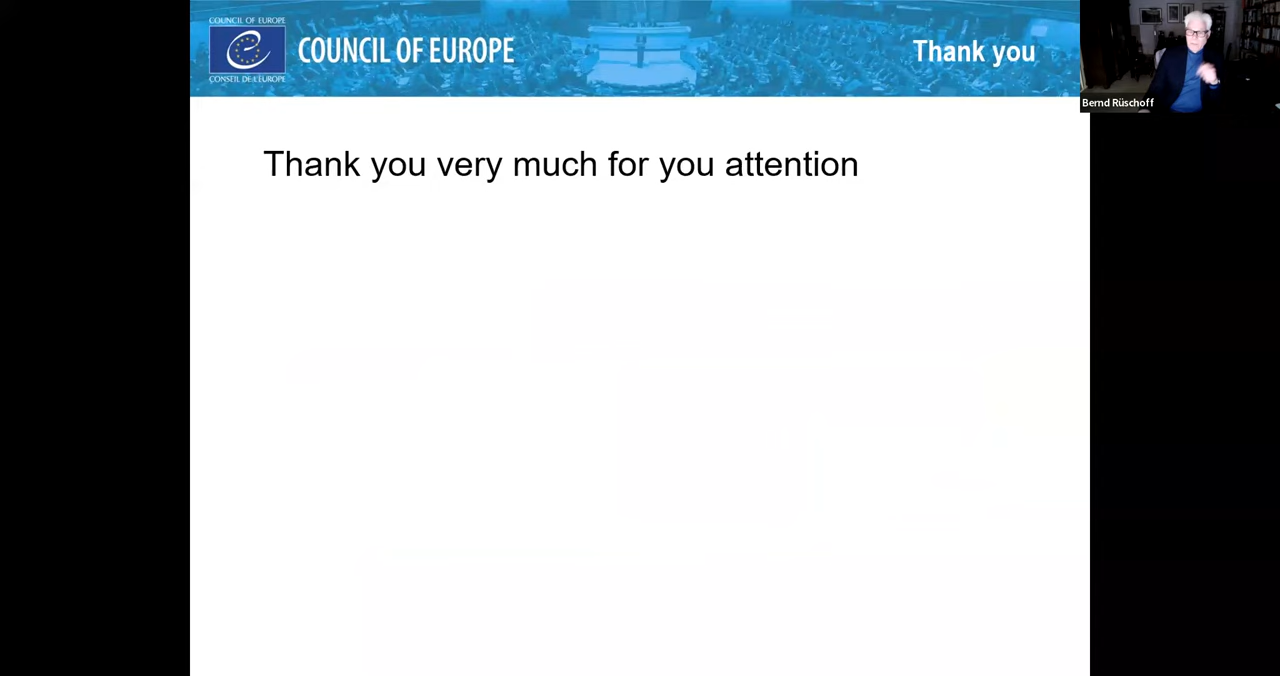 COUNCIL OF EUROPE
COUNCIL OF EUROPE
CONSEIL DE L'EUROPE
Thank you
Bernd Rüschoff
Thank you very much for you attention